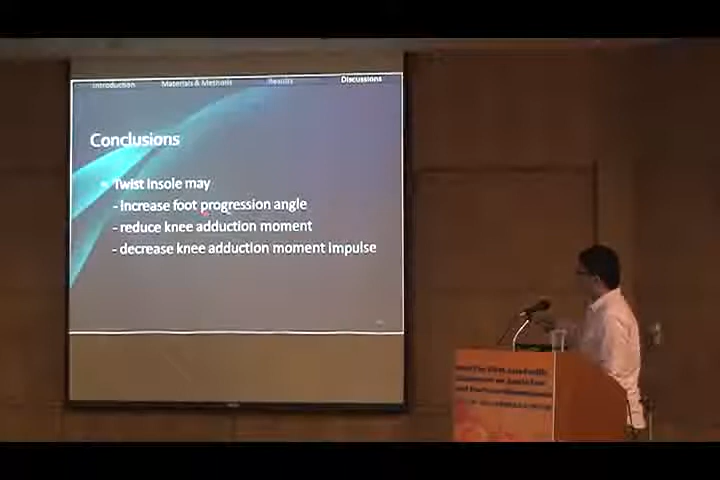 Introduction Materials & Methods Results Discussions
Conclusions
Twist insole may
- increase foot progression angle
- reduce knee adduction moment
- decrease knee adduction moment impulse